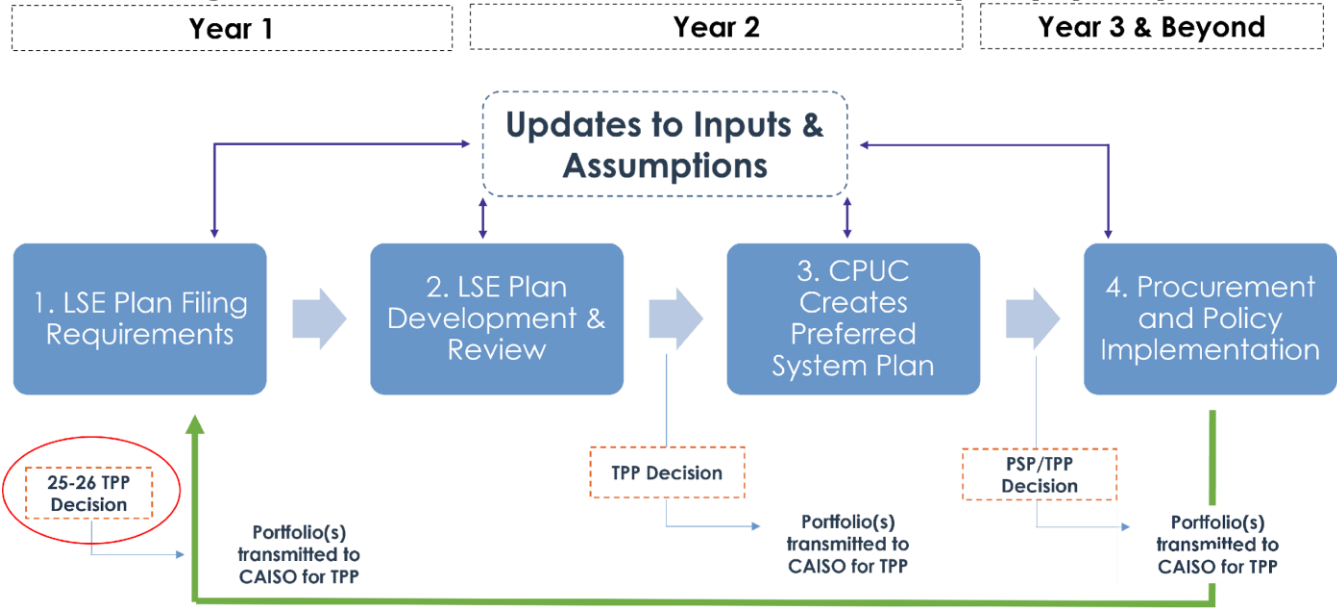 Year 1
Year 2
Year 3 & Beyond
Updates to Inputs &
Assumptions
1. LSE Plan Filing
Requirements
2. LSE Plan
Development &
Review
3. CPUC
Creates
Preferred
System Plan
4. Procurement
and Policy
Implementation
25-26 TPP
Decision
Portfolio(s)
transmitted to
CAISO for TPP
TPP Decision
Portfolio(s)
transmitted to
CAISO for TPP
PSP/TPP
Decision
Portfolio(s)
transmitted to
CAISO for TPP